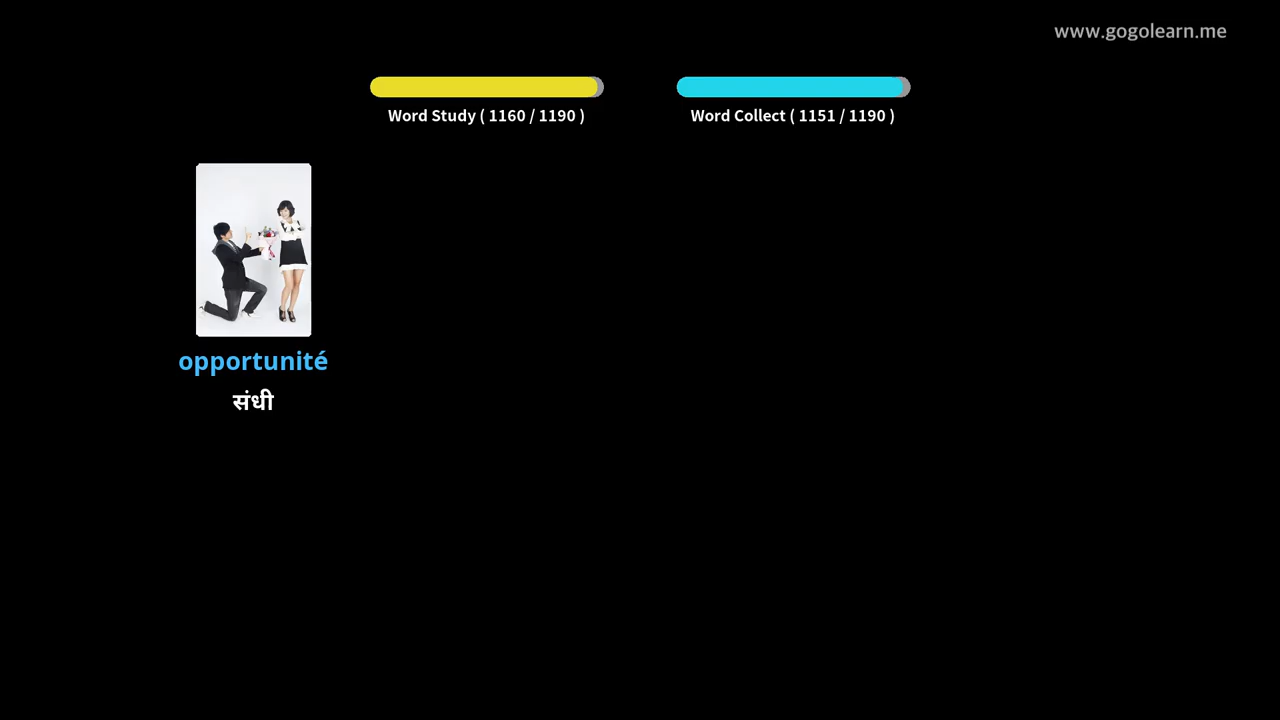 www.gogolearn.me
Word Study ( 1160 / 1190 )
Word Collect ( 1151 / 1190 )
opportunité
संधी